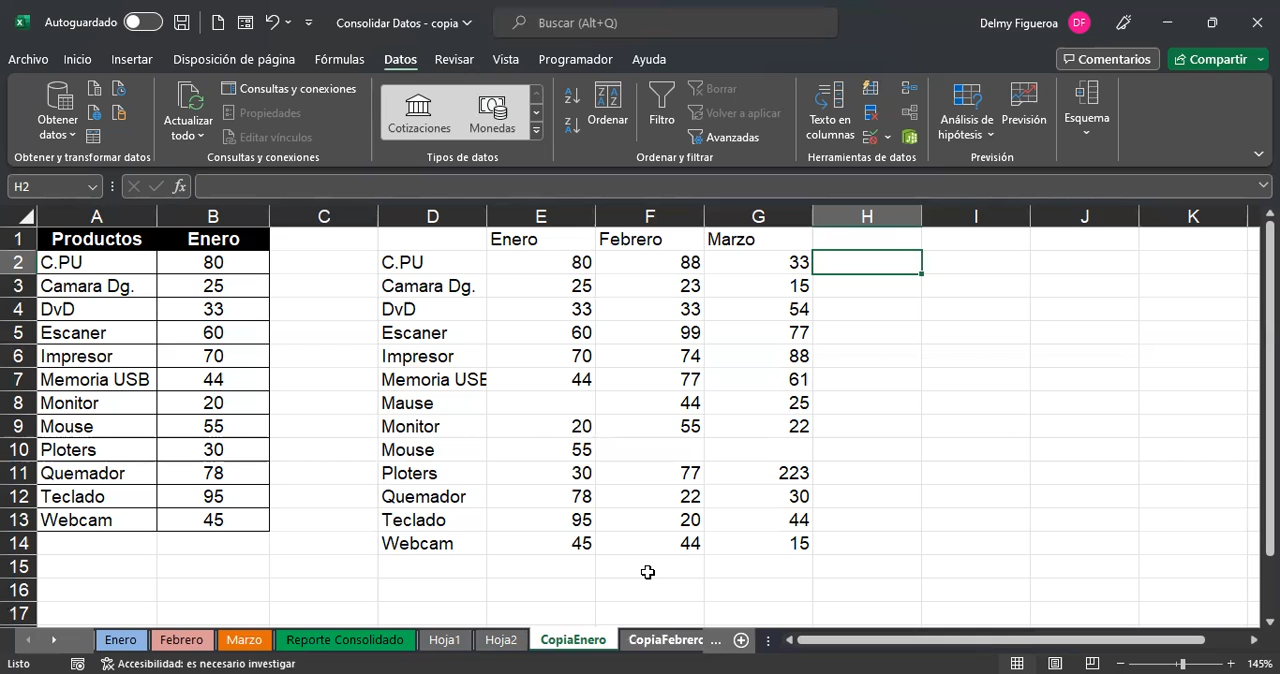 Autoguardado Consolidar Datos - copia Buscar (Alt+Q) Delmy Figueroa DF
Archivo Inicio Insertar Disposición de página Fórmulas Datos Revisar Vista Programador Ayuda Comentarios Compartir
Obtener datos
Actualizar todo
Consultas y conexiones
Propiedades
Editar vínculos
Cotizaciones Monedas
Ordenar
Filtro
Borrar
Volver a aplicar
Avanzadas
Texto en columnas
Análisis de hipótesis
Previsión
Esquema
Obtener y transformar datos Consultas y conexiones Tipos de datos Ordenar y filtrar Herramientas de datos Previsión
H2 fx
A B C D E F G H I J K
1 Productos Enero Enero Febrero Marzo
2 C.PU 80 C.PU 80 88 33
3 Camara Dg. 25 Camara Dg. 25 23 15
4 DvD 33 DvD 33 33 54
5 Escaner 60 Escaner 60 99 77
6 Impresor 70 Impresor 70 74 88
7 Memoria USB 44 Memoria USE 44 77 61
8 Monitor 20 Mause 44 25
9 Mouse 55 Monitor 20 55 22
10 Ploters 30 Mouse 55
11 Quemador 78 Ploters 30 77 223
12 Teclado 95 Quemador 78 22 30
13 Webcam 45 Teclado 95 20 44
14 Webcam 45 44 15
15
16
17
Enero Febrero Marzo Reporte Consolidado Hoja1 Hoja2 CopiaEnero CopiaFebrero ...
Listo Accesibilidad: es necesario investigar 145%